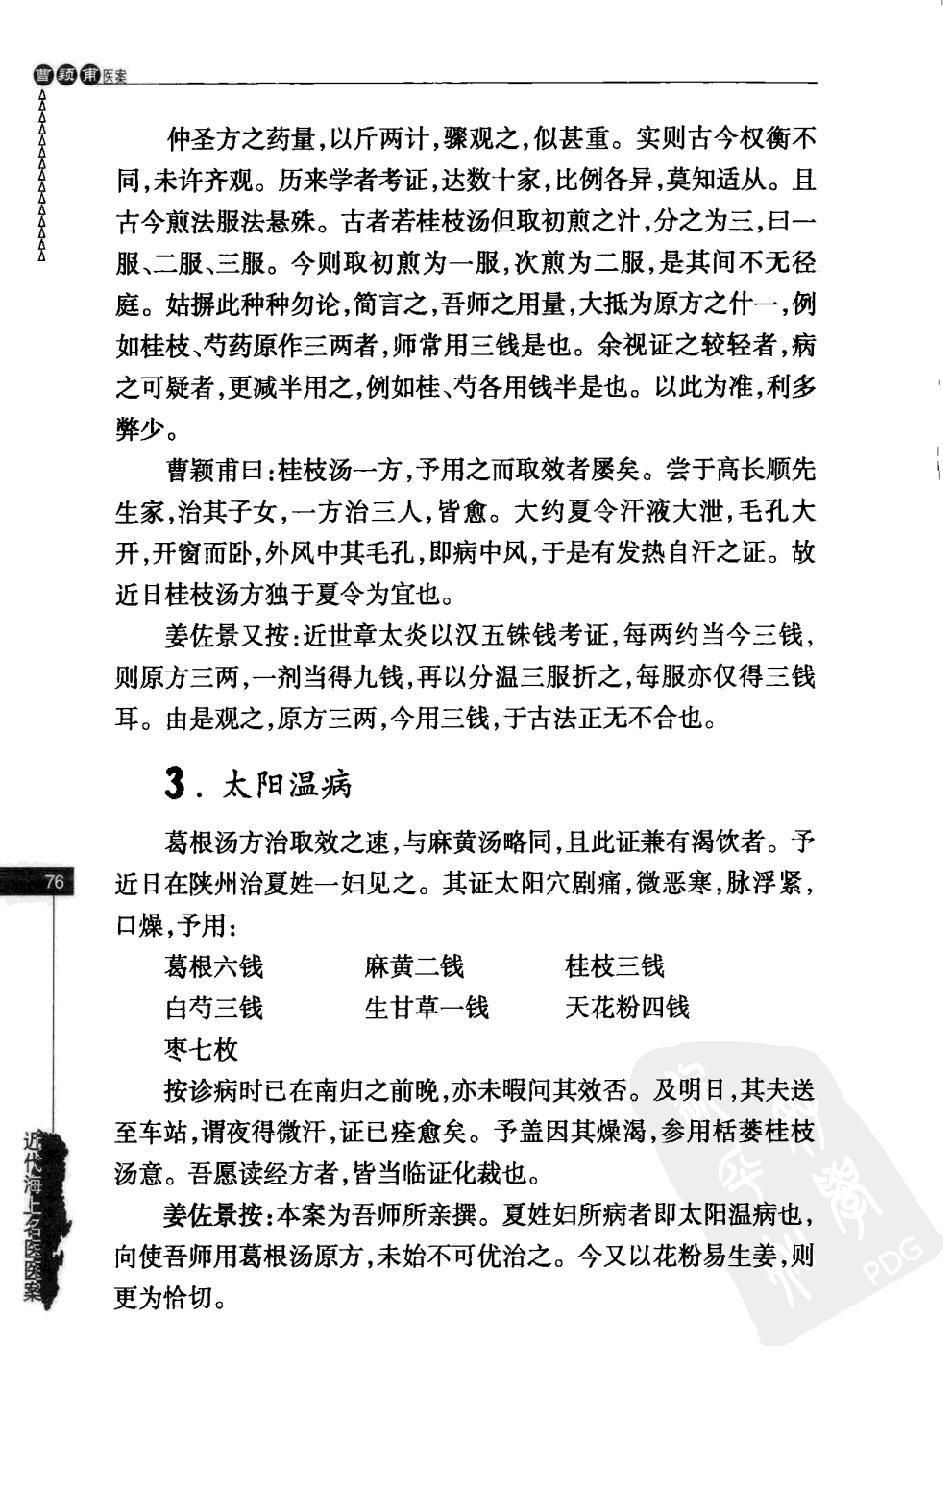 曹颖甫医案
仲圣方之药量,以斤两计,骤观之,似甚重。实则古今权衡不
同,未许齐观。历来学者考证,达数十家,比例各异,莫知适从。且
古今煎法服法悬殊。古者若桂枝汤但取初煎之汁,分之为三,曰一
服、二服、三服。今则取初煎为一服,次煎为二服,是其间不无径
庭。姑摒此种种勿论,简言之,吾师之用量,大抵为原方之什一,例
如桂枝、芍药原作三两者,师常用三钱是也。余视证之较轻者,病
之可疑者,更减半用之,例如桂、芍各用钱半是也。以此为准,利多
弊少。
曹颖甫曰:桂枝汤一方,予用之而取效者屡矣。尝于高长顺先
生家,治其子女,一方治三人,皆愈。大约夏令汗液大泄,毛孔大
开,开窗而卧,外风中其毛孔,即病中风,于是有发热自汗之证。故
近日桂枝汤方独于夏令为宜也。
姜佐景又按:近世章太炎以汉五铢钱考证,每两约当今三钱,
则原方三两,一剂当得九钱,再以分温三服折之,每服亦仅得三钱
耳。由是观之,原方三两,今用三钱,于古法正无不合也。
3.太阳温病
葛根汤方治取效之速,与麻黄汤略同,且此证兼有渴饮者。予
近日在陕州治夏姓一妇见之。其证太阳穴剧痛,微恶寒,脉浮紧,
口燥,予用:
葛根六钱 麻黄二钱 桂枝三钱
白芍三钱 生甘草一钱 天花粉四钱
枣七枚
按诊病时已在南归之前晚,亦未暇问其效否。及明日,其夫送
至车站,谓夜得微汗,证已痊愈矣。予盖因其燥渴,参用栝蒌桂枝
汤意。吾愿读经方者,皆当临证化裁也。
姜佐景按:本案为吾师所亲撰。夏姓妇所病者即太阳温病也,
向使吾师用葛根汤原方,未始不可优治之。今又以花粉易生姜,则
更为恰切。
76
近代海上名医医案
PDG